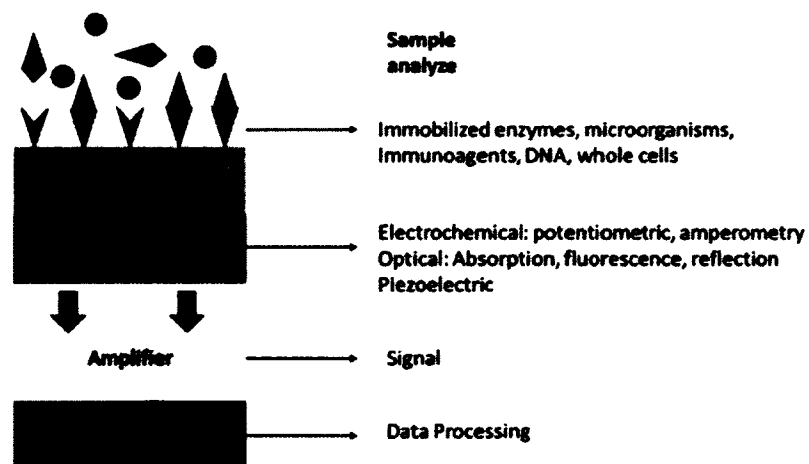 Sample
analyze
Immobilized enzymes, microorganisms,
Immunoagents, DNA, whole cells
Electrochemical: potentiometric, amperometry
Optical: Absorption, fluorescence, reflection
Piezoelectric
Amplifier
Signal
Data Processing